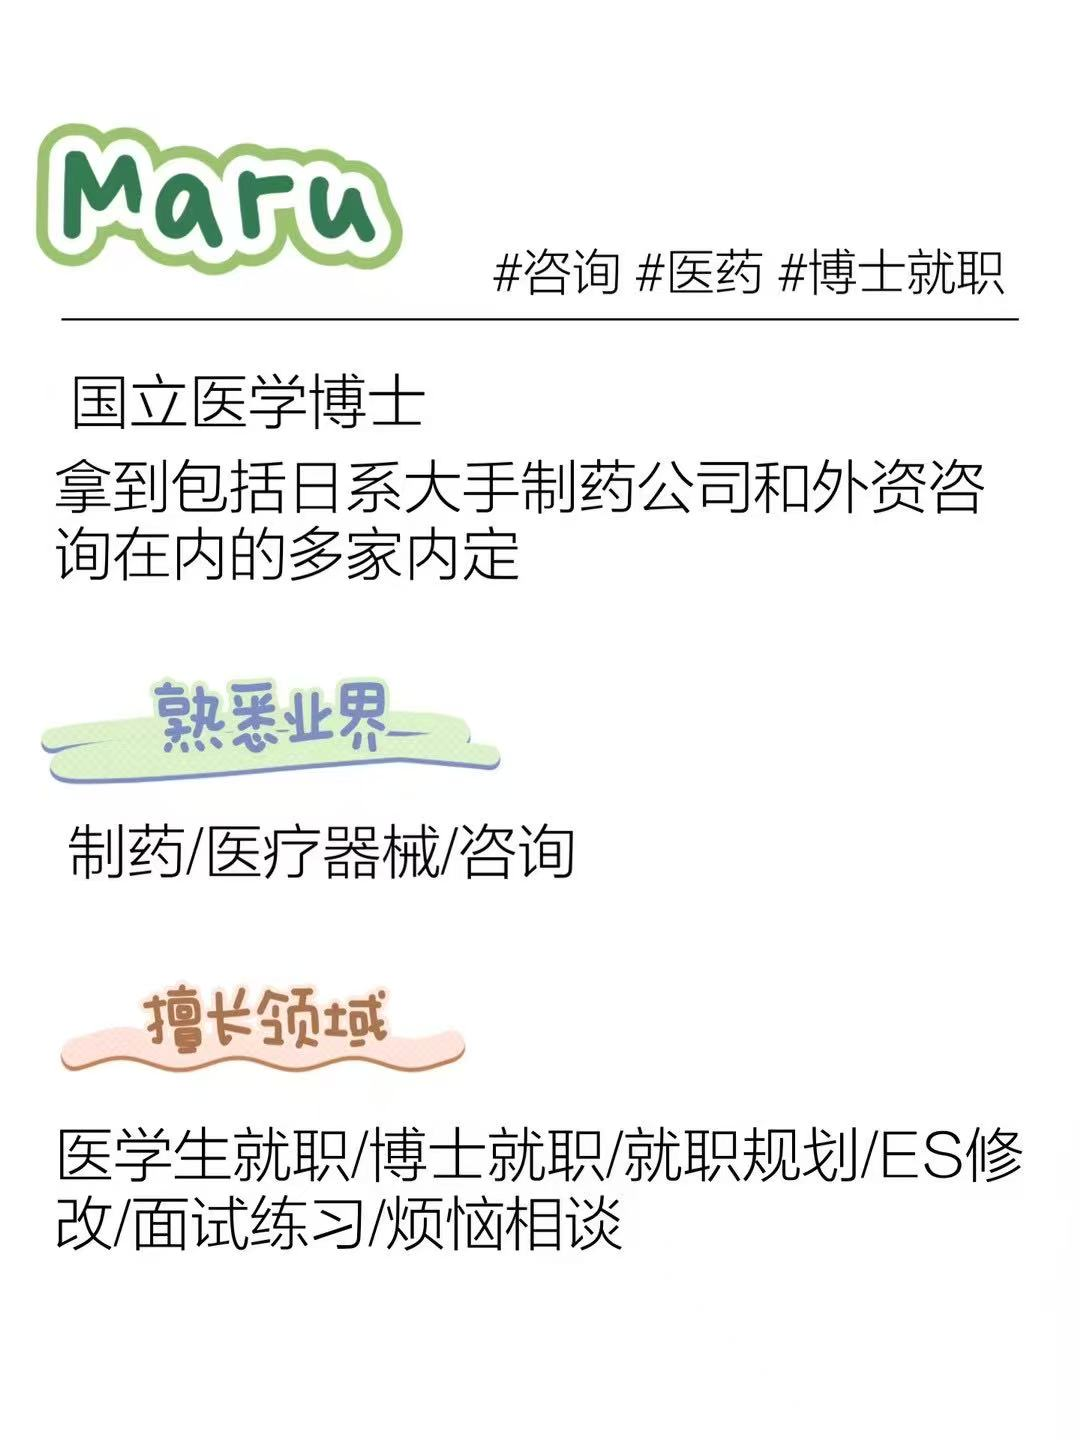 Maru
#咨询 #医药 #博士就职
国立医学博士
拿到包括日系大手制药公司和外资咨
询在内的多家内定
熟悉业界
制药/医疗器械/咨询
擅长领域
医学生就职/博士就职/就职规划/ES修
改/面试练习/烦恼相谈